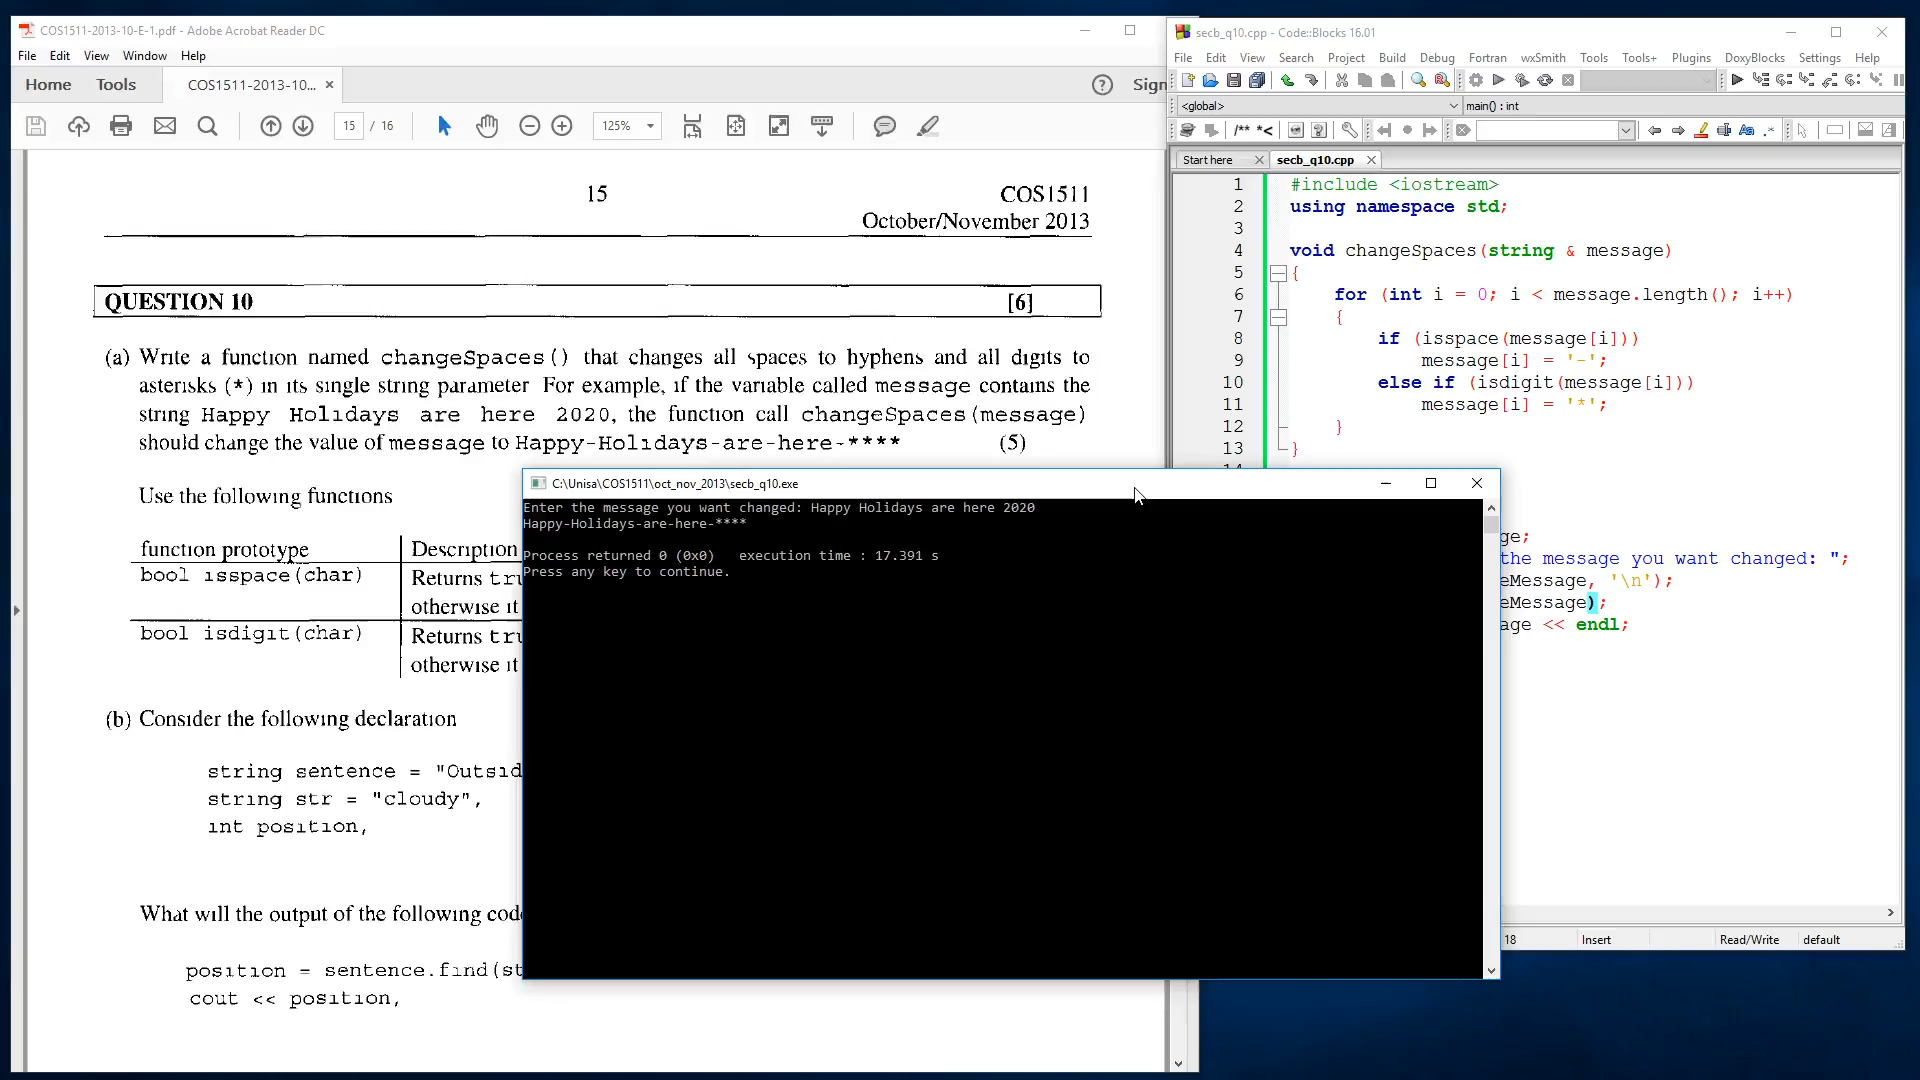 COS1511-2013-10-E-1.pdf - Adobe Acrobat Reader DC
File Edit View Window Help
Home Tools COS1511-2013-10... × Sign
15 / 16 125%
15 COS1511
October/November 2013
QUESTION 10 [6]
(a) Write a function named changeSpaces() that changes all spaces to hyphens and all digits to
asterisks (*) in its single string parameter For example, if the variable called message contains the
string Happy Holidays are here 2020, the function call changeSpaces(message)
should change the value of message to Happy-Holidays-are-here-**** (5)
Use the following functions
function prototype Description
bool isspace(char) Returns tru
otherwise it
bool isdigit(char) Returns tru
otherwise it
(b) Consider the following declaration
string sentence = "Outsid
string str = "cloudy",
int position,
What will the output of the following cod
position = sentence.find(st
cout << position,
secb_q10.cpp - Code::Blocks 16.01
File Edit View Search Project Build Debug Fortran wxSmith Tools Tools+ Plugins DoxyBlocks Settings Help
<global> main() : int
/** *<
Start here secb_q10.cpp
1 #include <iostream>
2 using namespace std;
3
4 void changeSpaces(string & message)
5 {
6 for (int i = 0; i < message.length(); i++)
7 {
8 if (isspace(message[i]))
9 message[i] = '-';
10 else if (isdigit(message[i]))
11 message[i] = '*';
12 }
13 }
ge;
the message you want changed: ";
eMessage, '\n');
eMessage);
age << endl;
18 Insert Read/Write default
C:\Unisa\COS1511\oct_nov_2013\secb_q10.exe
Enter the message you want changed: Happy Holidays are here 2020
Happy-Holidays-are-here-****
Process returned 0 (0x0) execution time : 17.391 s
Press any key to continue.